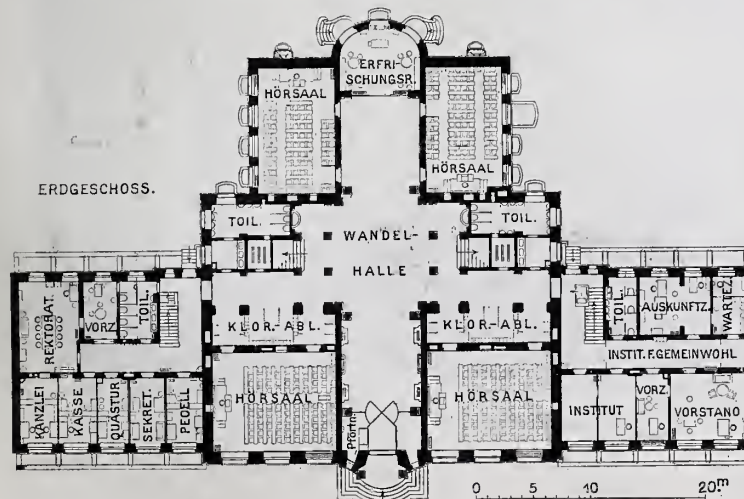 ERFRI-
SCHUNGSR.
HÖRSAAL
HÖRSAAL
ERDGESCHOSS.
TOIL.
TOIL.
WANDEL-
HALLE
REKTORAT.
VORZ.
TOIL.
TOIL.
AUSKUNFTZ.
WARTEZ.
KLOR.-ABL.
KLOR.-ABL.
INSTIT. F. GEMEINWOHL
KANZLEI
KASSE
QUÄSTUR
SEKRET.
PEDELL
HÖRSAAL
HÖRSAAL
INSTITUT
VORZ.
VORSTAND
Pförtn.
0 5 10 20m